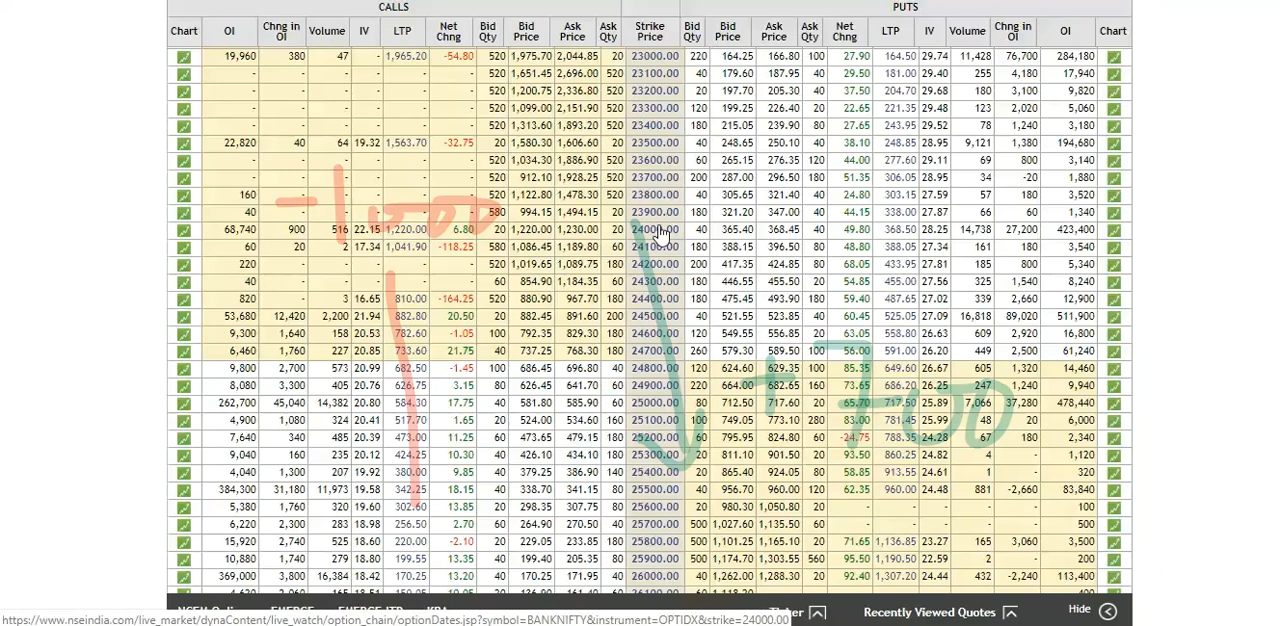 CALLS PUTS
Chart OI Chng in OI Volume IV LTP Net Chng Bid Qty Bid Price Ask Price Ask Qty Strike Price Bid Qty Bid Price Ask Price Ask Qty Net Chng LTP IV Volume Chng in OI OI Chart
19,960 380 47 - 1,965.20 -54.80 520 1,975.70 2,044.85 20 23000.00 220 164.25 166.80 100 27.90 164.50 29.74 11,428 76,700 284,180
- - - - - - 520 1,651.45 2,696.00 520 23100.00 40 179.60 187.95 40 29.50 181.00 29.40 255 4,180 17,940
- - - - - - 520 1,200.75 2,336.80 520 23200.00 20 197.70 205.30 40 37.50 204.70 29.68 180 3,100 9,820
- - - - - - 520 1,099.00 2,151.90 520 23300.00 120 199.25 226.40 20 22.65 221.35 29.48 123 2,020 5,060
- - - - - - 520 1,313.60 1,893.20 520 23400.00 180 215.05 239.90 80 27.65 243.95 29.52 78 1,240 3,180
22,820 40 64 19.32 1,563.70 -32.75 20 1,580.30 1,606.60 20 23500.00 40 248.65 250.10 40 38.10 248.85 28.95 9,121 1,380 194,680
- - - - - - 520 1,034.30 1,886.90 520 23600.00 60 265.15 276.35 120 44.00 277.60 29.11 69 800 3,140
- - - - - - 520 912.10 1,928.25 520 23700.00 200 287.00 296.50 180 51.35 306.05 28.95 34 -20 1,880
160 - - - - - 520 1,122.80 1,478.30 520 23800.00 40 305.65 321.40 40 24.80 303.15 27.59 57 180 3,520
40 - - - - - 580 994.15 1,494.15 20 23900.00 180 321.20 347.00 40 44.15 338.00 27.87 66 60 1,340
68,740 900 516 22.15 1,220.00 6.80 20 1,220.00 1,230.00 20 24000.00 40 365.40 368.45 40 49.80 368.50 28.25 14,738 27,200 423,400
60 20 2 17.34 1,041.90 -118.25 580 1,086.45 1,189.80 60 24100.00 180 388.15 396.50 80 48.80 388.05 27.34 161 180 3,540
220 - - - - - 520 1,019.65 1,089.75 180 24200.00 200 417.35 424.85 80 68.05 433.95 27.81 185 800 5,340
40 - - - - - 60 854.90 1,184.35 60 24300.00 180 446.55 455.50 20 54.85 455.00 27.56 325 1,540 8,240
820 - 3 16.65 810.00 -164.25 520 880.90 967.70 180 24400.00 180 475.45 493.90 180 59.40 487.65 27.02 339 2,660 12,900
53,680 12,420 2,200 21.94 882.80 20.50 20 882.45 891.60 200 24500.00 40 521.55 523.85 40 60.45 525.05 27.09 16,818 89,020 511,900
9,300 1,640 158 20.53 782.60 -1.05 100 792.35 829.30 180 24600.00 120 549.55 556.85 20 63.05 558.80 26.63 609 2,920 16,800
6,460 1,760 227 20.85 733.60 21.75 40 737.25 768.30 180 24700.00 260 579.30 589.50 100 56.00 591.00 26.20 449 2,500 61,240
9,800 2,700 573 20.99 682.50 -1.45 100 686.45 696.80 40 24800.00 120 624.60 629.35 100 85.35 649.60 26.67 605 1,320 14,460
8,080 3,300 405 20.76 626.75 3.15 80 626.45 641.70 60 24900.00 220 664.00 682.65 160 73.65 686.20 26.25 247 1,240 9,940
262,700 45,040 14,382 20.80 584.30 17.75 40 581.80 585.90 60 25000.00 80 712.50 717.60 20 65.70 717.50 25.89 7,066 37,280 478,440
4,900 1,080 324 20.41 517.70 1.65 20 524.00 534.60 160 25100.00 100 749.05 773.10 280 83.00 781.45 25.99 48 20 6,000
7,640 340 485 20.39 473.00 11.25 60 473.65 479.15 180 25200.00 60 795.95 824.80 60 -24.75 788.35 24.28 67 180 2,340
9,040 160 235 20.12 424.25 10.30 60 426.10 434.10 180 25300.00 20 811.10 901.50 20 93.50 860.25 24.82 4 - 1,120
4,040 1,300 207 19.92 380.00 9.85 40 379.25 386.90 140 25400.00 20 865.40 924.05 80 58.85 913.55 24.61 1 - 320
384,300 31,180 11,973 19.58 342.25 18.15 40 338.70 341.15 80 25500.00 40 956.70 960.00 120 62.35 960.00 24.48 881 -2,660 83,840
5,380 1,760 320 19.60 302.60 13.85 20 298.35 307.75 80 25600.00 20 980.30 1,050.80 20 - - - - - 100
6,220 2,300 283 18.98 256.50 2.70 60 264.90 270.50 40 25700.00 500 1,027.60 1,135.50 60 - - - - - 500
15,920 2,740 525 18.60 220.00 -2.10 60 229.05 233.85 180 25800.00 500 1,101.25 1,165.10 20 71.65 1,136.85 23.27 165 3,060 3,500
10,880 1,740 279 18.80 199.55 13.35 40 199.40 205.35 80 25900.00 500 1,174.70 1,303.55 560 95.50 1,190.50 22.59 2 - 200
369,000 3,800 16,384 18.42 170.25 13.20 40 170.25 171.95 40 26000.00 40 1,262.00 1,288.30 20 92.40 1,307.20 24.44 432 -2,240 113,400
-1000
+700
Ticker Recently Viewed Quotes Hide
https://www.nseindia.com/live_market/dynaContent/live_watch/option_chain/optionDates.jsp?symbol=BANKNIFTY&instrument=OPTIDX&strike=24000.00